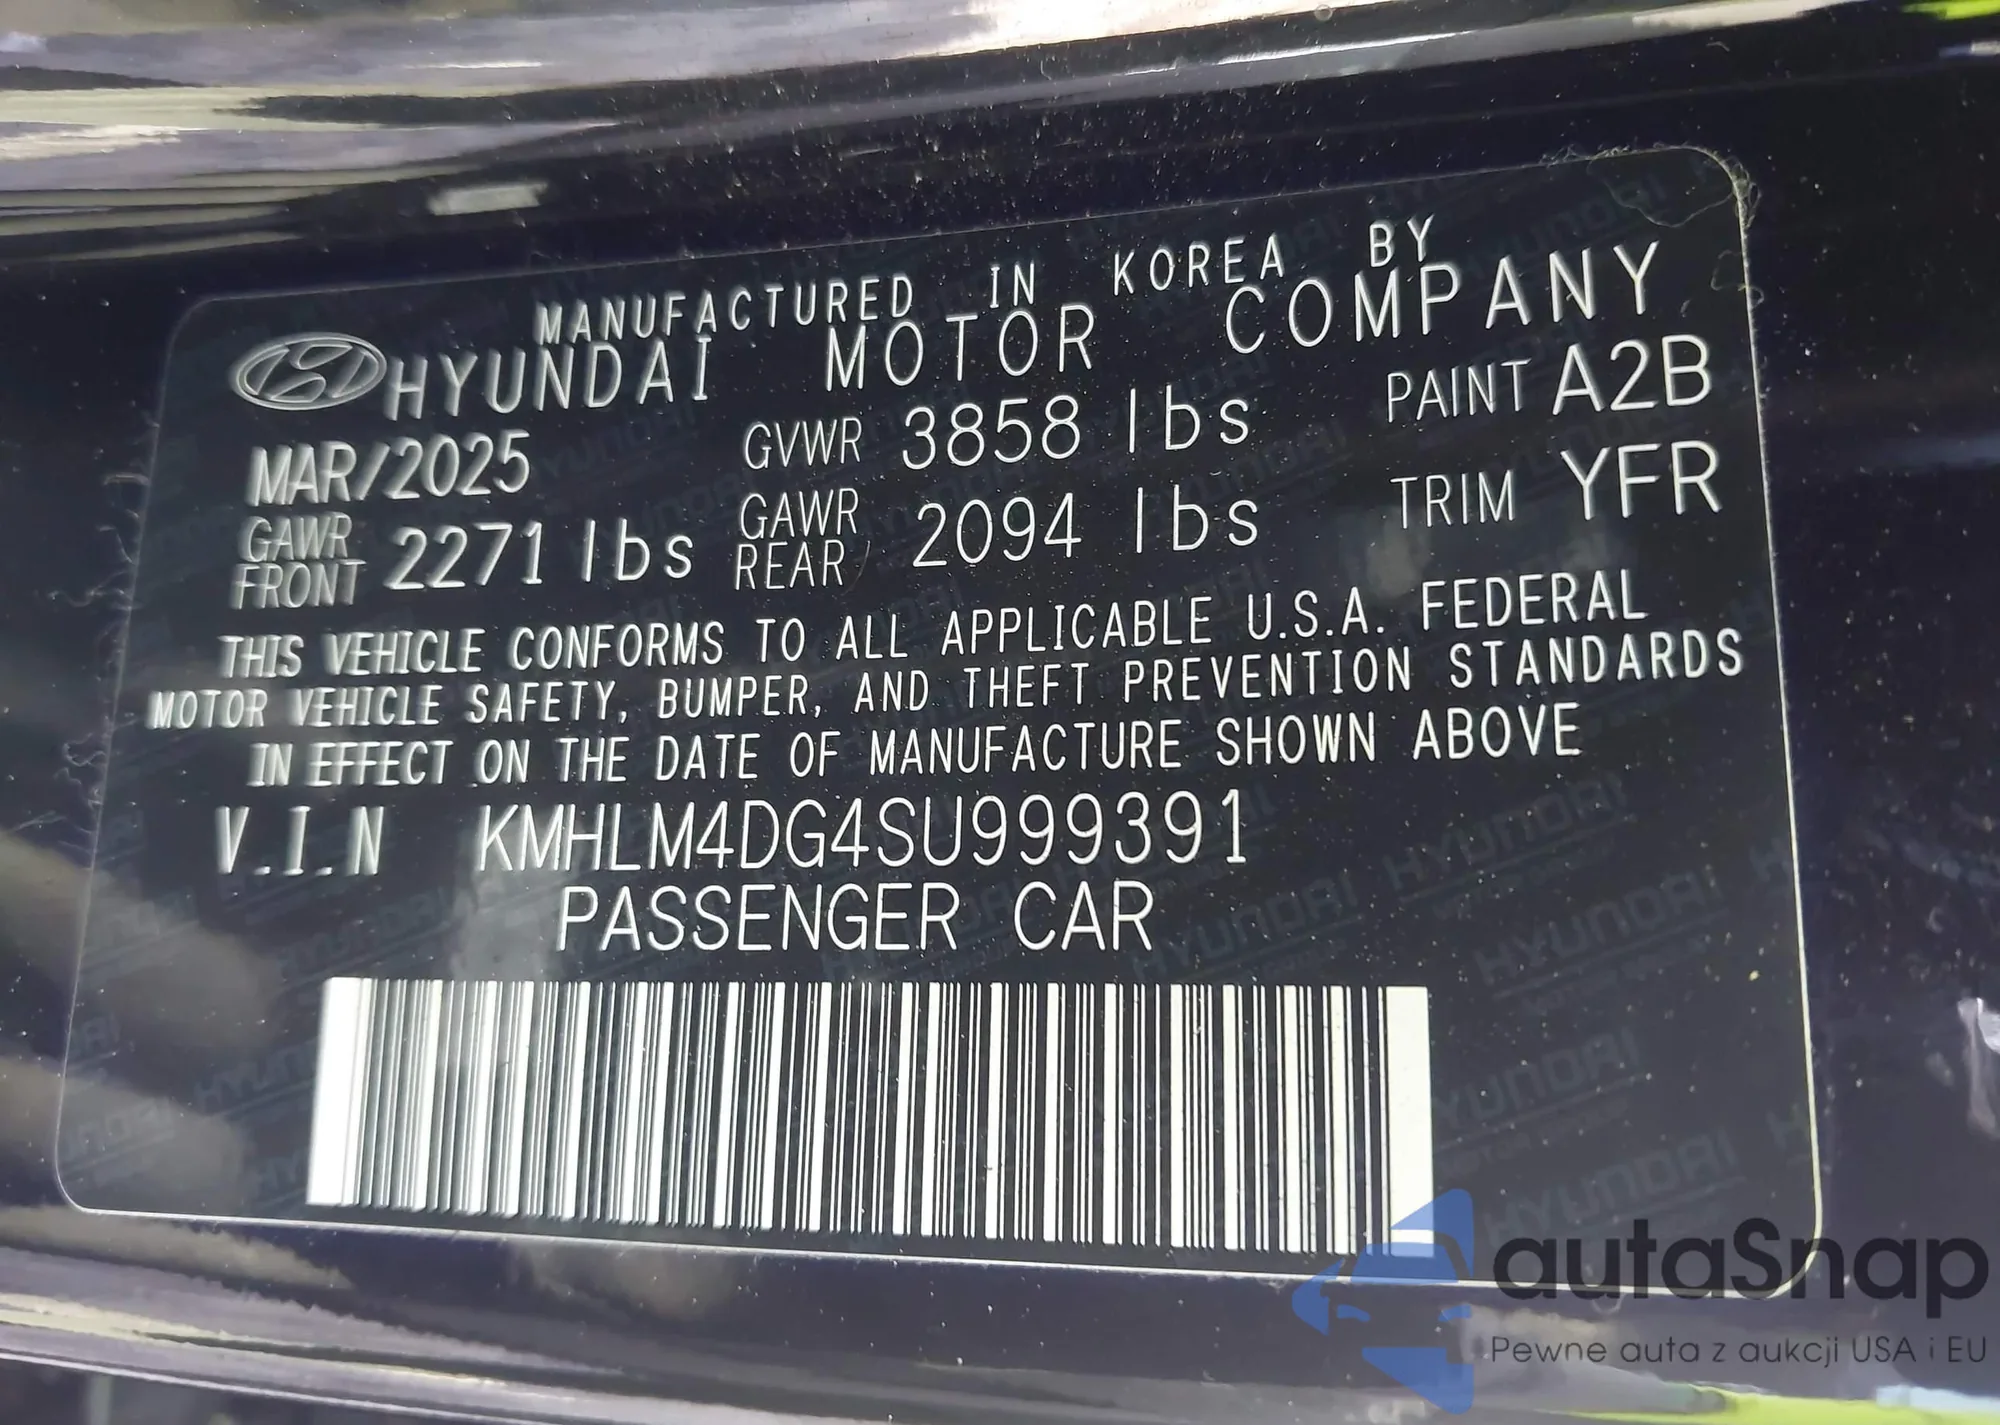 MANUFACTURED IN KOREA BY
HYUNDAI MOTOR COMPANY
MAR/2025 GVWR 3858 lbs PAINT A2B
GAWR FRONT 2271 lbs GAWR REAR 2094 lbs TRIM YFR
THIS VEHICLE CONFORMS TO ALL APPLICABLE U.S.A. FEDERAL
MOTOR VEHICLE SAFETY, BUMPER, AND THEFT PREVENTION STANDARDS
IN EFFECT ON THE DATE OF MANUFACTURE SHOWN ABOVE
V.I.N KMHLM4DG4SU999391
PASSENGER CAR
autaSnap
Pewne auta z aukcji USA i EU